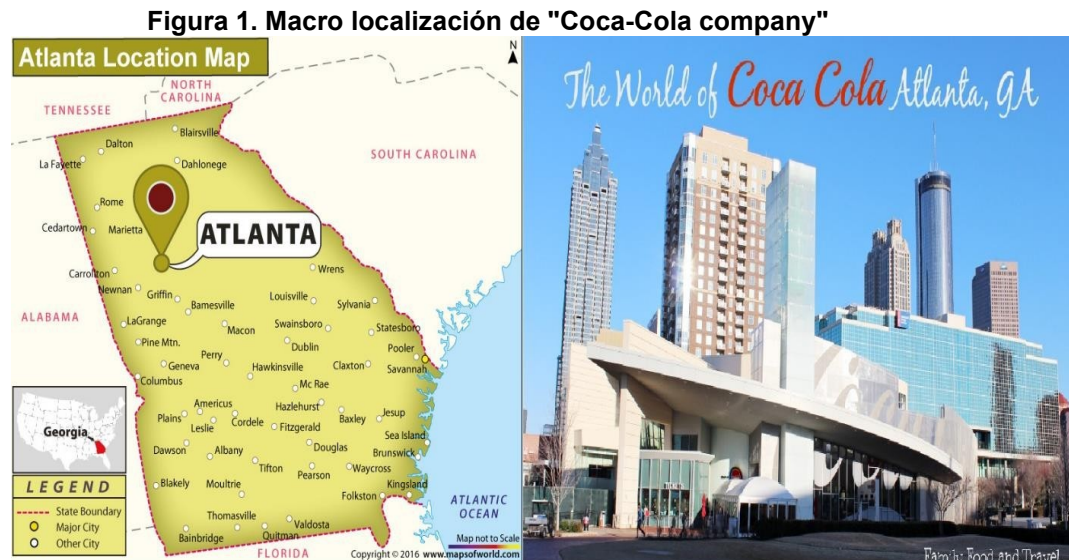 Figura 1. Macro localización de "Coca-Cola company"
Atlanta Location Map
N
NORTH
CAROLINA
TENNESSEE
Blairsville
Dalton
SOUTH CAROLINA
La Fayette
Dahlonege
Rome
Cedartown
Marietta
ATLANTA
Carrollton
Wrens
Newnan
Griffin
Louisville
Sylvania
Bamesville
ALABAMA
LaGrange
Macon
Swainsboro
Statesboro
Pine Mtn.
Dublin
Pooler
Perry
Geneva
Hawkinsville
Claxton
Savannah
Columbus
Mc Rae
Americus
Hazlehurst
Plains
Leslie
Cordele
Fitzgerald
Baxley
Jesup
Georgia
Sea Island
Dawson
Albany
Douglas
Brunswick
Tifton
Pearson
Waycross
LEGEND
Blakely
Moultrie
Kingsland
Folkston
State Boundary
ATLANTIC
OCEAN
Major City
Thomasville
Valdosta
Other City
Bainbridge
Quitman
Map not to Scale
FLORIDA
Copyright © 2016 www.mapsofworld.com
The World of Coca Cola Atlanta, GA
Family Food and Travel